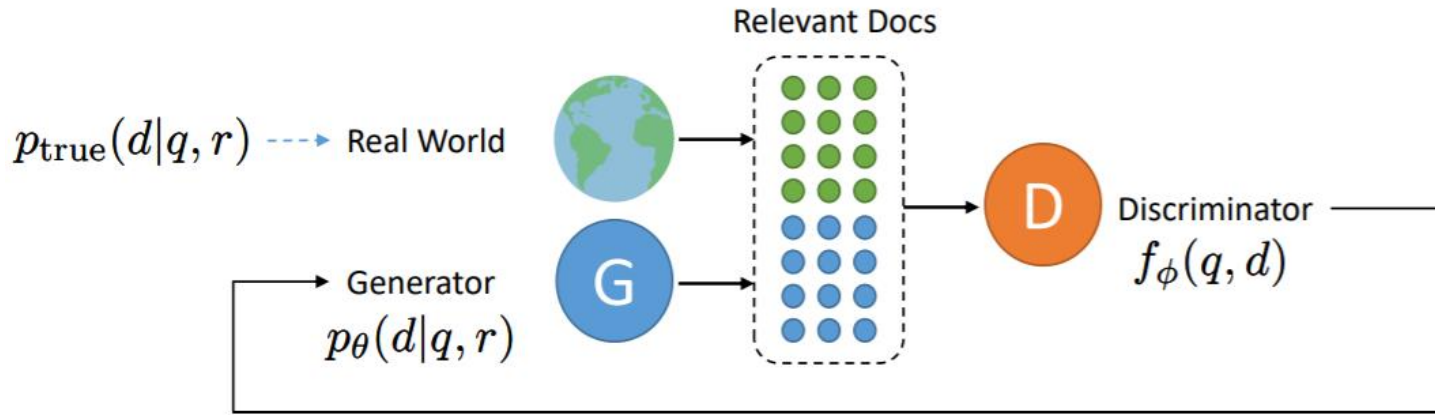 Relevant Docs
p_true(d|q, r)
Real World
G
Generator
p_θ(d|q, r)
D
Discriminator
f_ϕ(q, d)